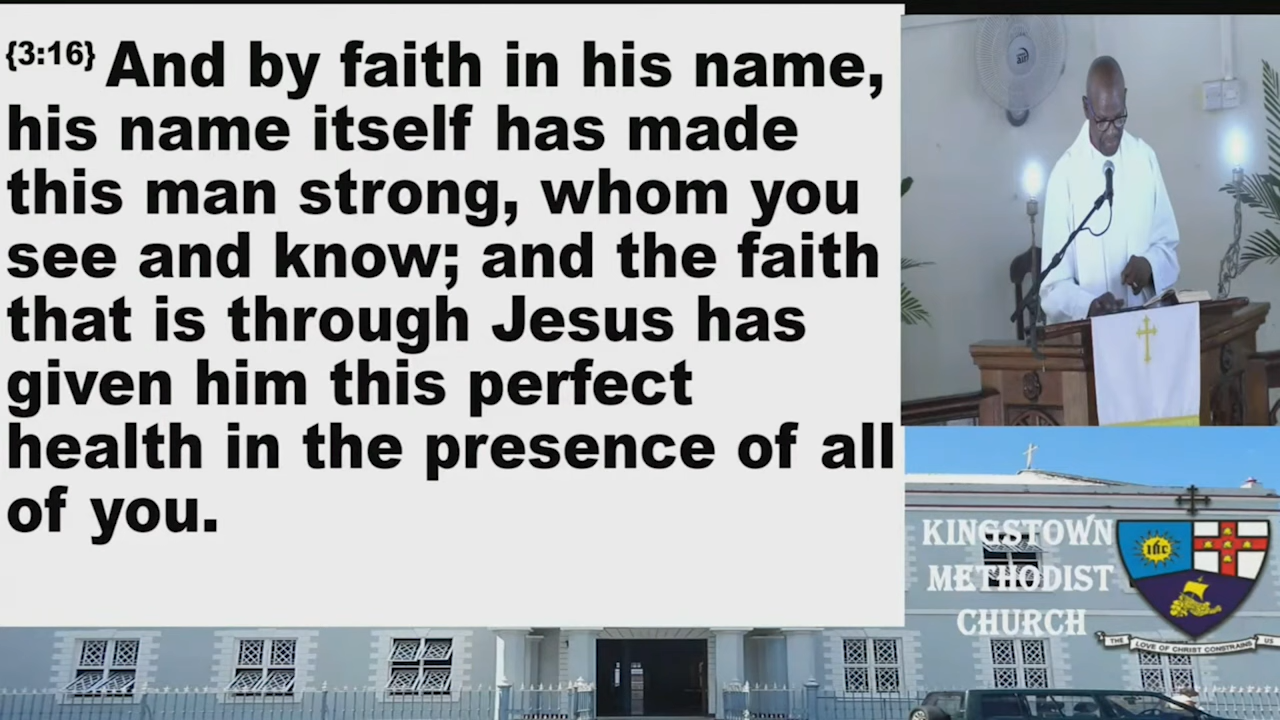 {3:16} And by faith in his name,
his name itself has made
this man strong, whom you
see and know; and the faith
that is through Jesus has
given him this perfect
health in the presence of all
of you.
KINGSTOWN
METHODIST
CHURCH
THE LOVE OF CHRIST CONSTRAINS US